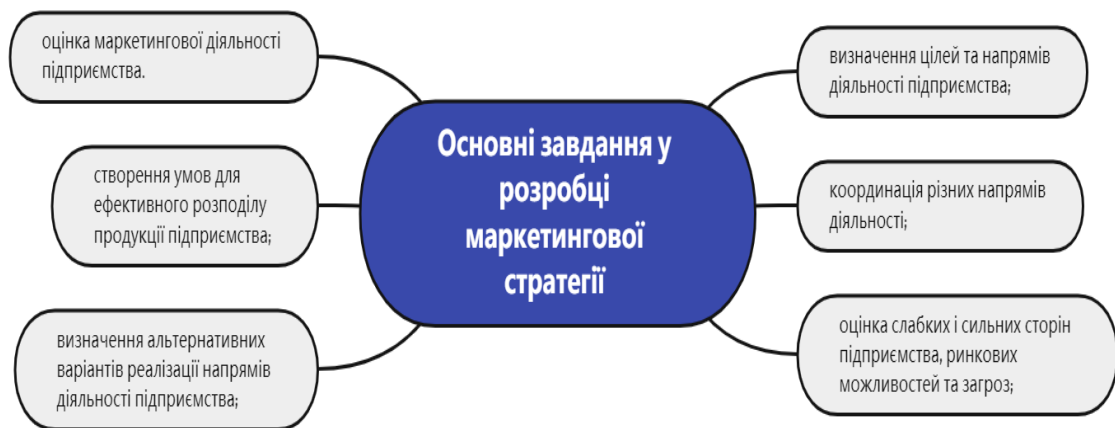 Основні завдання у
розробці
маркетингової
стратегії
визначення цілей та напрямів
діяльності підприємства;
координація різних напрямів
діяльності;
оцінка слабких і сильних сторін
підприємства, ринкових
можливостей та загроз;
визначення альтернативних
варіантів реалізації напрямів
діяльності підприємства;
створення умов для
ефективного розподілу
продукції підприємства;
оцінка маркетингової діяльності
підприємства.